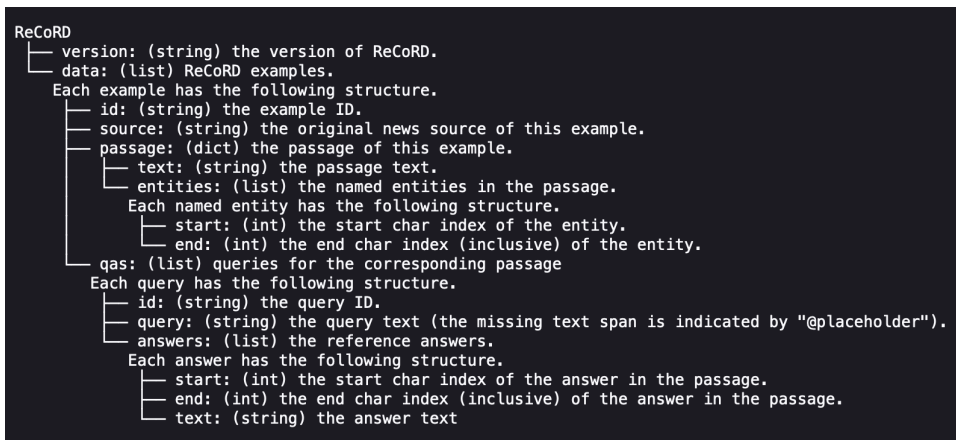 ReCoRD
├── version: (string) the version of ReCoRD.
└── data: (list) ReCoRD examples.
    Each example has the following structure.
    ├── id: (string) the example ID.
    ├── source: (string) the original news source of this example.
    ├── passage: (dict) the passage of this example.
    │   ├── text: (string) the passage text.
    │   └── entities: (list) the named entities in the passage.
    │       Each named entity has the following structure.
    │       ├── start: (int) the start char index of the entity.
    │       └── end: (int) the end char index (inclusive) of the entity.
    └── qas: (list) queries for the corresponding passage
        Each query has the following structure.
        ├── id: (string) the query ID.
        ├── query: (string) the query text (the missing text span is indicated by "@placeholder").
        └── answers: (list) the reference answers.
            Each answer has the following structure.
            ├── start: (int) the start char index of the answer in the passage.
            ├── end: (int) the end char index (inclusive) of the answer in the passage.
            └── text: (string) the answer text